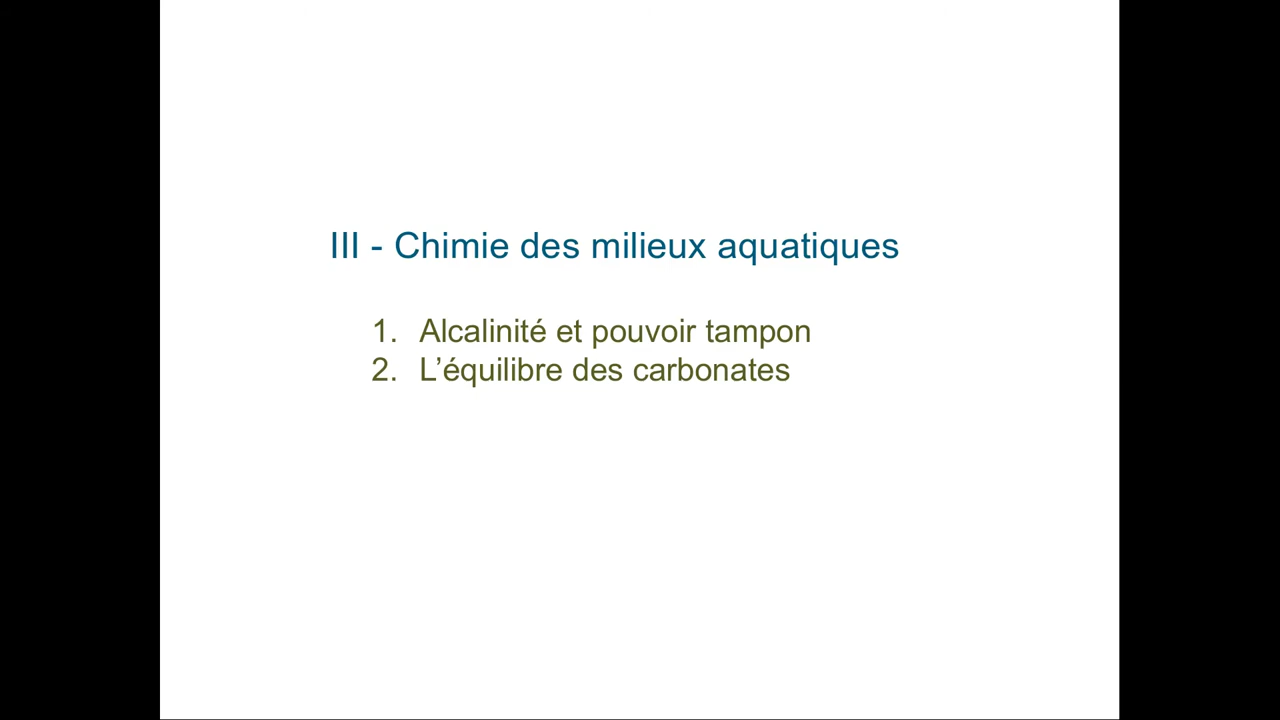 III - Chimie des milieux aquatiques
1. Alcalinité et pouvoir tampon
2. L’équilibre des carbonates